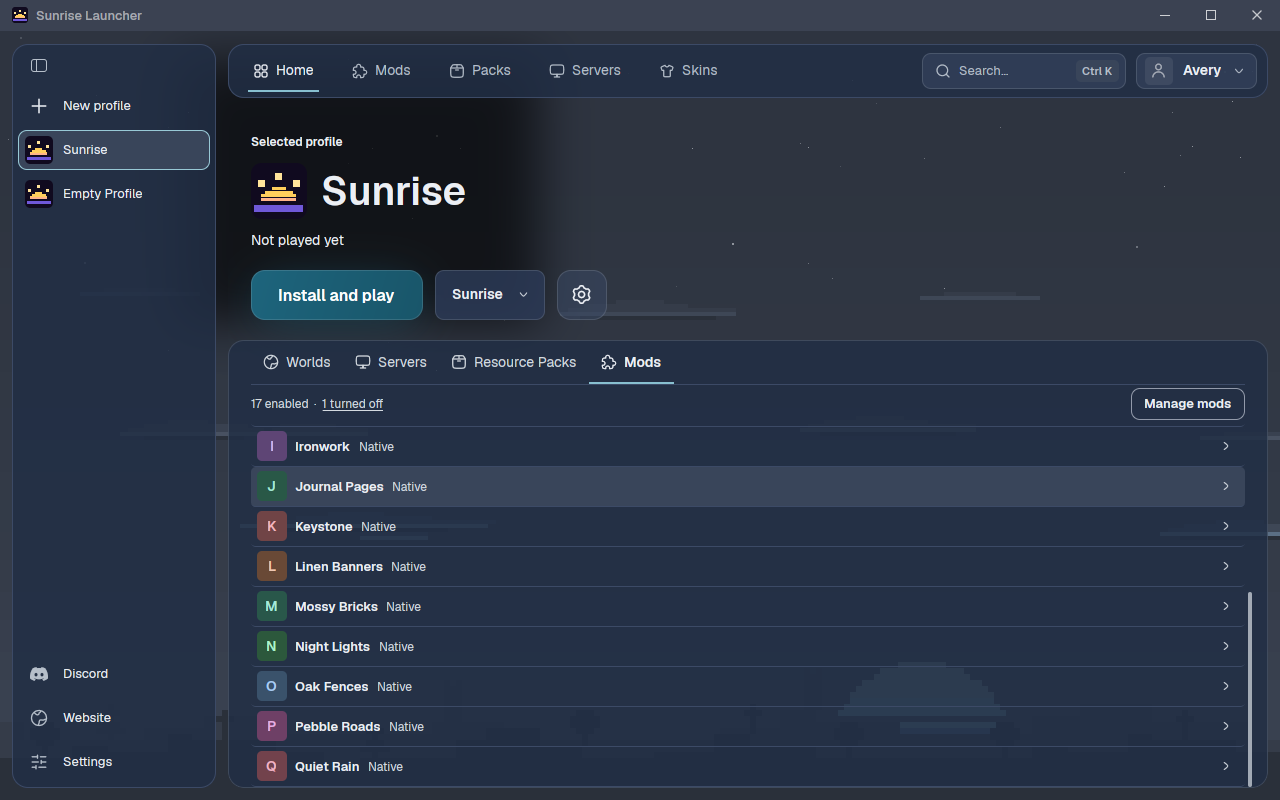 Sunrise Launcher
Home
Mods
Packs
Servers
Skins
Search...
Ctrl K
Avery
New profile
Sunrise
Empty Profile
Discord
Website
Settings
Selected profile
Sunrise
Not played yet
Install and play
Sunrise
Worlds
Servers
Resource Packs
Mods
17 enabled · 1 turned off
Manage mods
I Ironwork Native
J Journal Pages Native
K Keystone Native
L Linen Banners Native
M Mossy Bricks Native
N Night Lights Native
O Oak Fences Native
P Pebble Roads Native
Q Quiet Rain Native